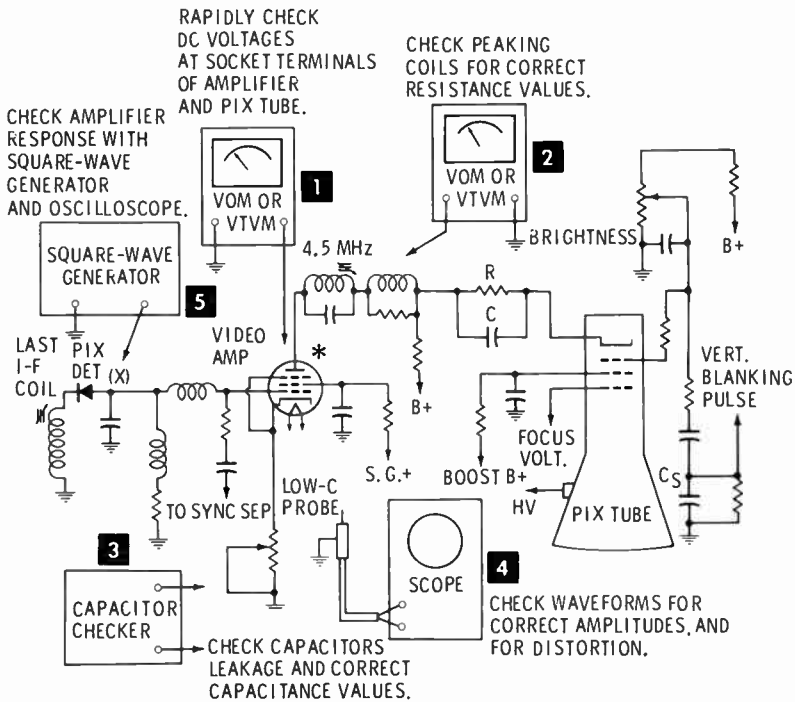 RAPIDLY CHECK
DC VOLTAGES
AT SOCKET TERMINALS
OF AMPLIFIER
AND PIX TUBE.
CHECK PEAKING
COILS FOR CORRECT
RESISTANCE VALUES.
CHECK AMPLIFIER
RESPONSE WITH
SQUARE-WAVE
GENERATOR
AND OSCILLOSCOPE.
VOM OR
VTVM
1
VOM OR
VTVM
2
SQUARE-WAVE
GENERATOR
5
4.5 MHz
BRIGHTNESS
B+
R
C
LAST
I-F
COIL
PIX
DET
(X)
VIDEO
AMP
*
B+
VERT.
BLANKING
PULSE
S.G.+
BOOST B+
FOCUS
VOLT.
HV
PIX TUBE
CS
TO SYNC SEP
LOW-C
PROBE
3
CAPACITOR
CHECKER
SCOPE
4
CHECK WAVEFORMS FOR
CORRECT AMPLITUDES, AND
FOR DISTORTION.
CHECK CAPACITORS
LEAKAGE AND CORRECT
CAPACITANCE VALUES.